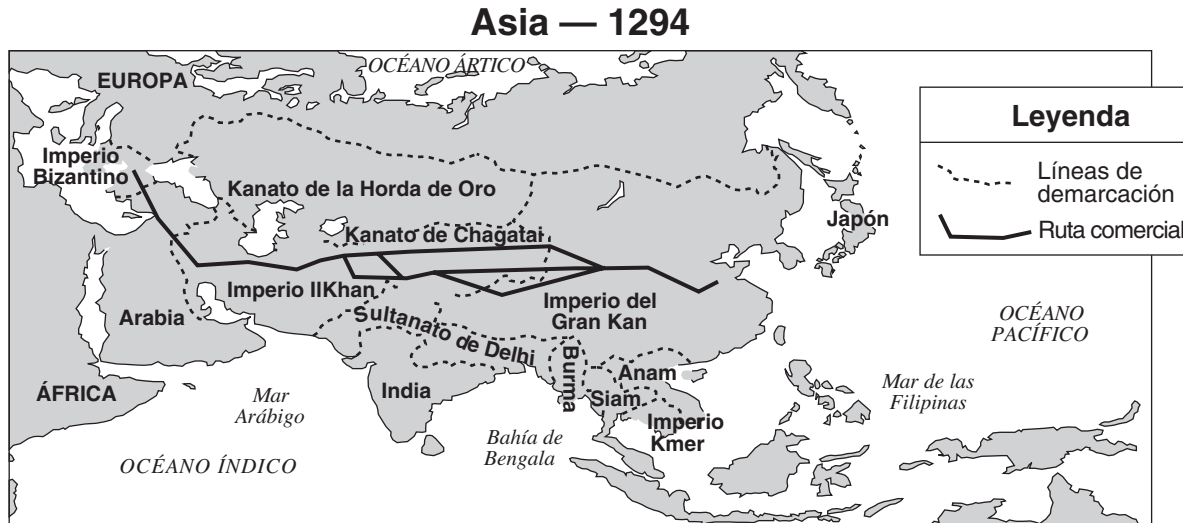 Asia — 1294
OCÉANO ÁRTICO
EUROPA
Imperio
Bizantino
Kanato de la Horda de Oro
Kanato de Chagatai
Imperio IIKhan
Imperio del
Gran Kan
Japón
Arabia
Sultanato de Delhi
Burma
Anam
Siam
Imperio
Kmer
India
ÁFRICA
Mar
Arábigo
Bahía de
Bengala
OCÉANO ÍNDICO
Mar de las
Filipinas
OCÉANO
PACÍFICO
Leyenda
Líneas de
demarcación
Ruta comercial